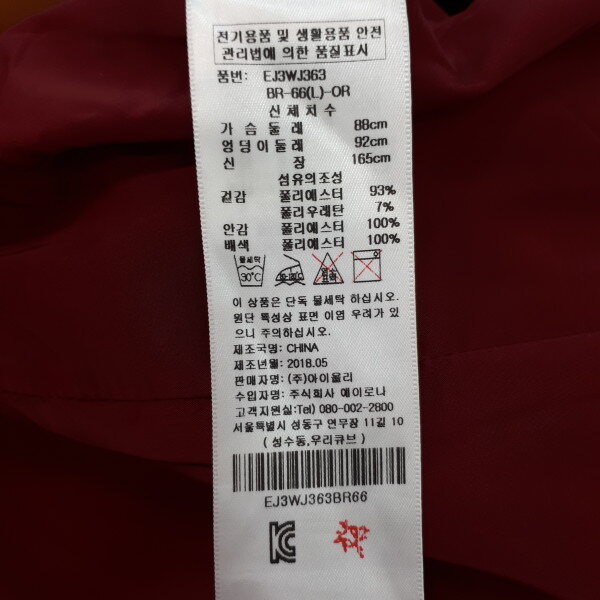 전기용품 및 생활용품 안전
관리법에 의한 품질표시
품번: EJ3WJ363
BR-66(L)-OR
신체치수
가 슴 둘 레 88cm
엉덩이둘레 92cm
신 장 165cm
섬유의조성
겉감 폴리에스터 93%
폴리우레탄 7%
안감 폴리에스터 100%
배색 폴리에스터 100%
물세탁
30°C
이 상품은 단독 물세탁 하십시오.
원단 특성상 표면 이염 우려가 있
으니 주의하십시오.
제조국명: CHINA
제조년월: 2018.05
판매자명: (주)아이올리
수입자명: 주식회사 에이로나
고객지원실:Tel) 080-002-2800
서울특별시 성동구 연무장 11길 10
( 성수동,우리큐브 )
EJ3WJ363BR66